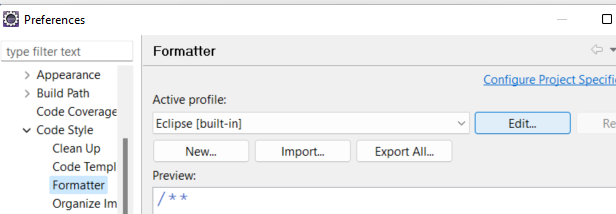 Preferences
type filter text
Appearance
Build Path
Code Coverage
Code Style
Clean Up
Code Templ
Formatter
Organize Im
Formatter
Configure Project Specific
Active profile:
Eclipse [built-in]
Edit...
Re
New...
Import...
Export All...
Preview:
/**